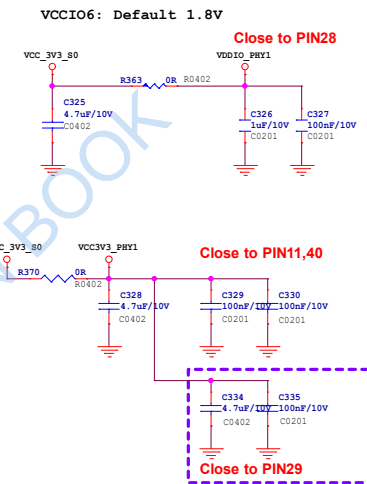 VCCIO6: Default 1.8V
Close to PIN28
VCC_3V3_S0
VDDIO_PHY1
R363 0R R0402
C325
4.7uF/10V
C0402
C326
1uF/10V
C0201
C327
100nF/10V
C0201
BOOK
C_3V3_S0
VCC3V3_PHY1
Close to PIN11,40
R370 0R
R0402
C328
4.7uF/10V
C0402
C329
100nF/10V
C0201
C330
100nF/10V
C0201
C334
4.7uF/10V
C0402
C335
100nF/10V
C0201
Close to PIN29